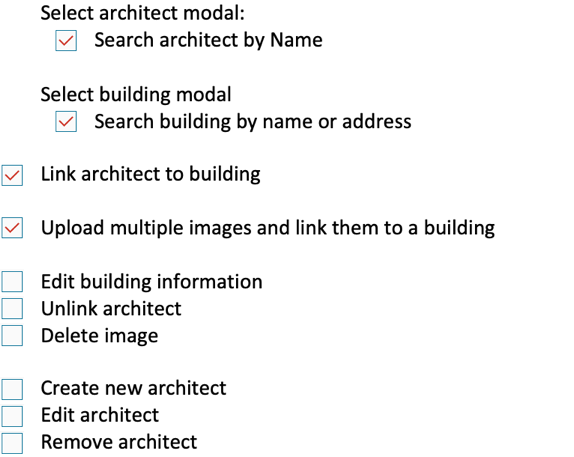 Select architect modal:
Search architect by Name
Select building modal
Search building by name or address
Link architect to building
Upload multiple images and link them to a building
Edit building information
Unlink architect
Delete image
Create new architect
Edit architect
Remove architect